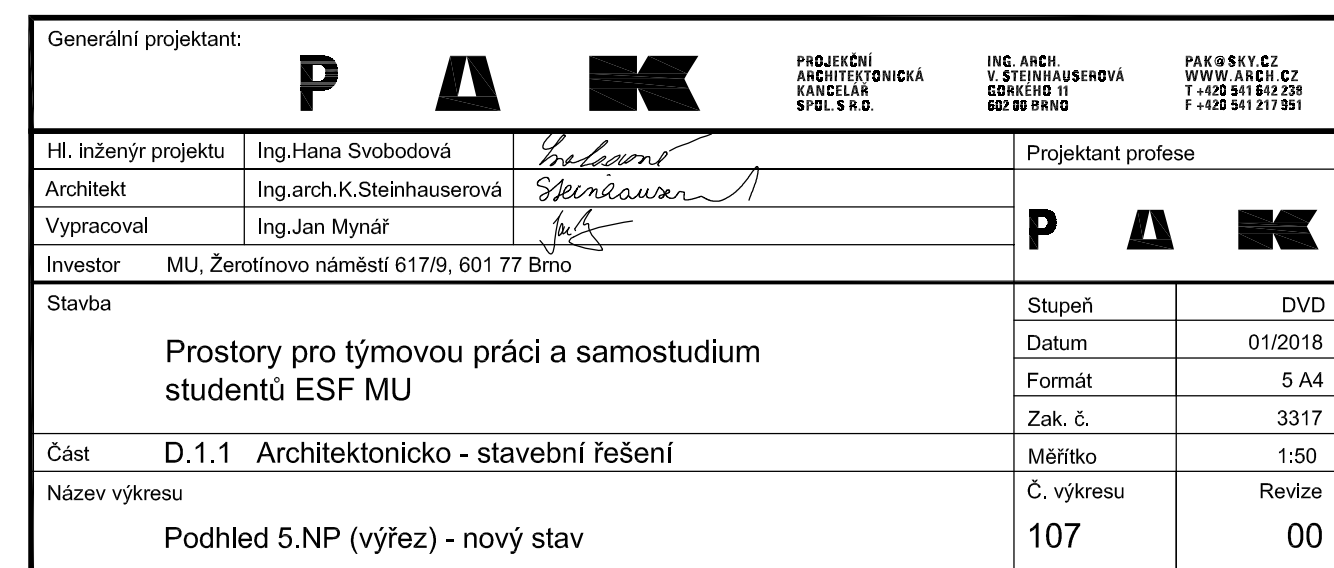 Generální projektant:
PAK
PROJEKČNÍ
ARCHITEKTONICKÁ
KANCELÁŘ
SPOL. S R.O.
ING. ARCH.
V. STEINHAUSEROVÁ
GORKÉHO 11
602 00 BRNO
PAK@SKY.CZ
WWW.ARCH.CZ
T +420 541 642 238
F +420 541 217 951
Hl. inženýr projektu Ing.Hana Svobodová
Architekt Ing.arch.K.Steinhauserová
Vypracoval Ing.Jan Mynář
Investor MU, Žerotínovo náměstí 617/9, 601 77 Brno
Projektant profese
PAK
Stavba
Prostory pro týmovou práci a samostudium
studentů ESF MU
Stupeň DVD
Datum 01/2018
Formát 5 A4
Zak. č. 3317
Část D.1.1 Architektonicko - stavební řešení
Měřítko 1:50
Název výkresu
Podhled 5.NP (výřez) - nový stav
Č. výkresu Revize
107 00